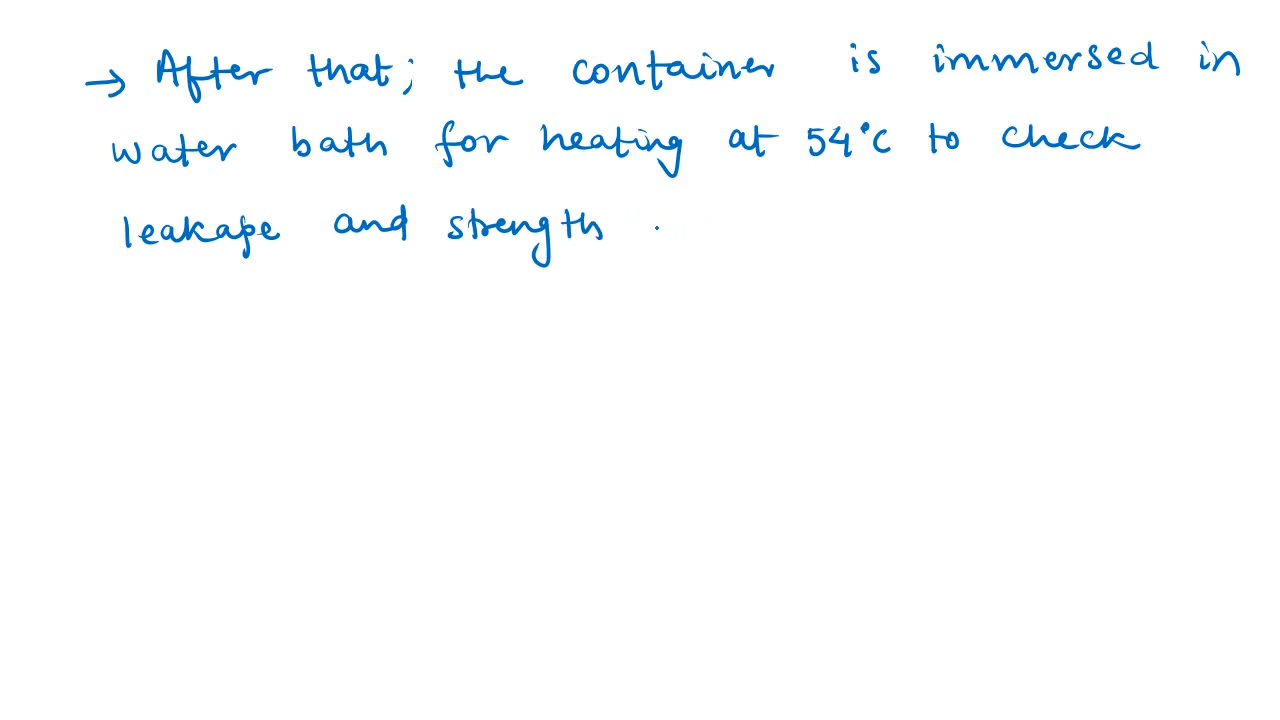 → After that; the container is immersed in
water bath for heating at 54°C to check
leakage and strength .